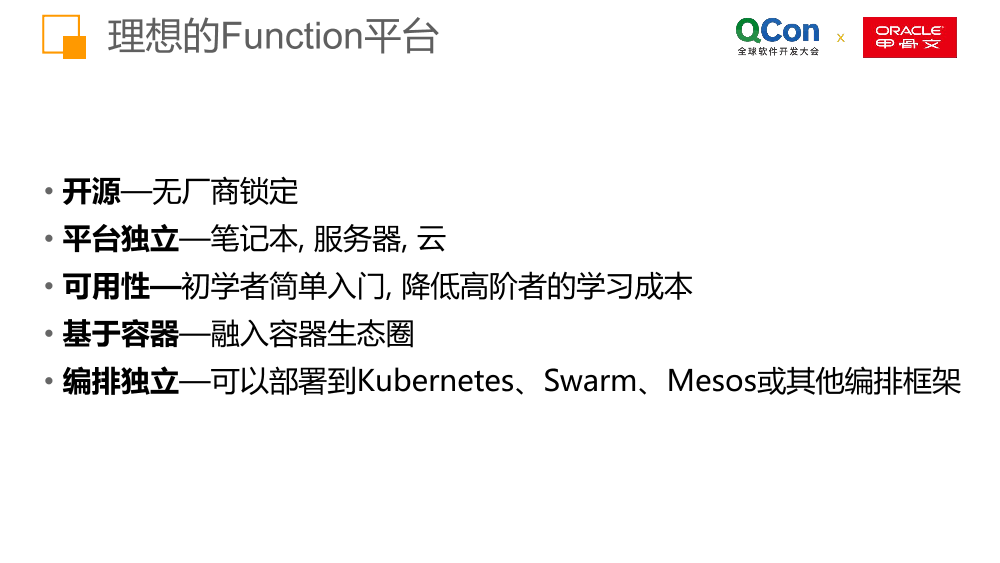 理想的Function平台
QCon
全球软件开发大会
x
ORACLE
甲骨文
• 开源—无厂商锁定
• 平台独立—笔记本, 服务器, 云
• 可用性—初学者简单入门, 降低高阶者的学习成本
• 基于容器—融入容器生态圈
• 编排独立—可以部署到Kubernetes、Swarm、Mesos或其他编排框架